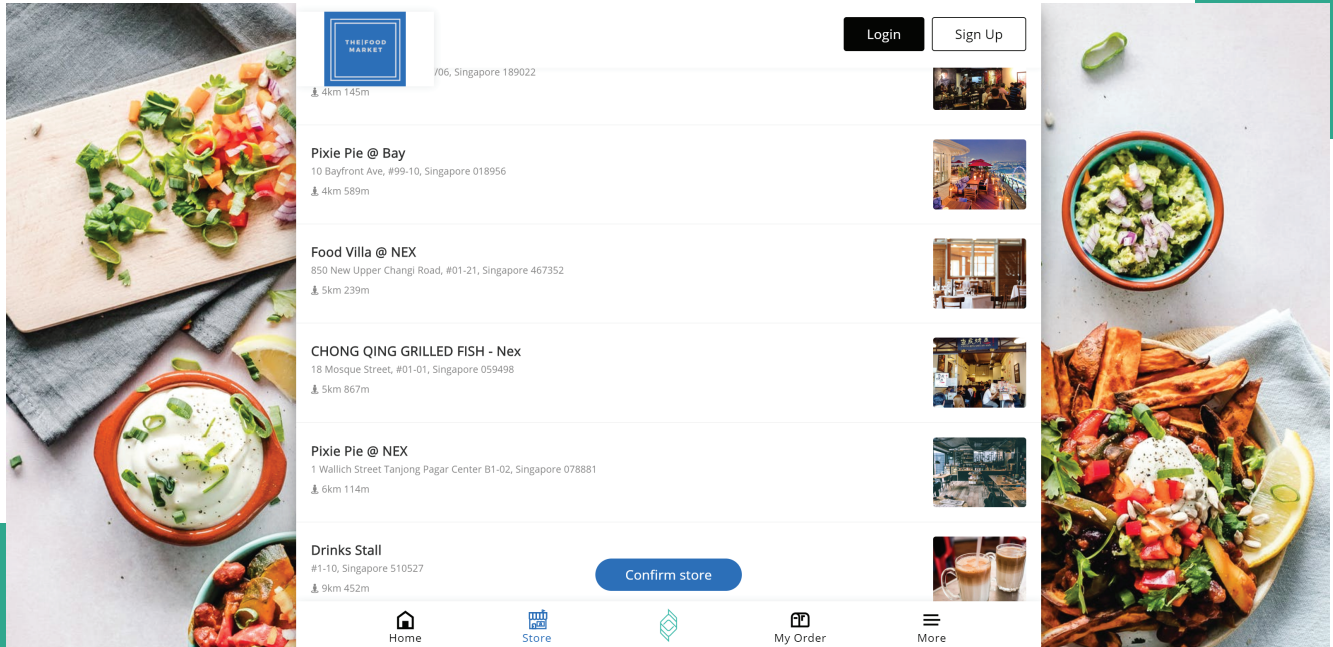 THE|FOOD
MARKET
Login
Sign Up
/06, Singapore 189022
4km 145m
Pixie Pie @ Bay
10 Bayfront Ave, #99-10, Singapore 018956
4km 589m
Food Villa @ NEX
850 New Upper Changi Road, #01-21, Singapore 467352
5km 239m
CHONG QING GRILLED FISH - Nex
18 Mosque Street, #01-01, Singapore 059498
5km 867m
Pixie Pie @ NEX
1 Wallich Street Tanjong Pagar Center B1-02, Singapore 078881
6km 114m
Drinks Stall
#1-10, Singapore 510527
9km 452m
Confirm store
Home
Store
My Order
More